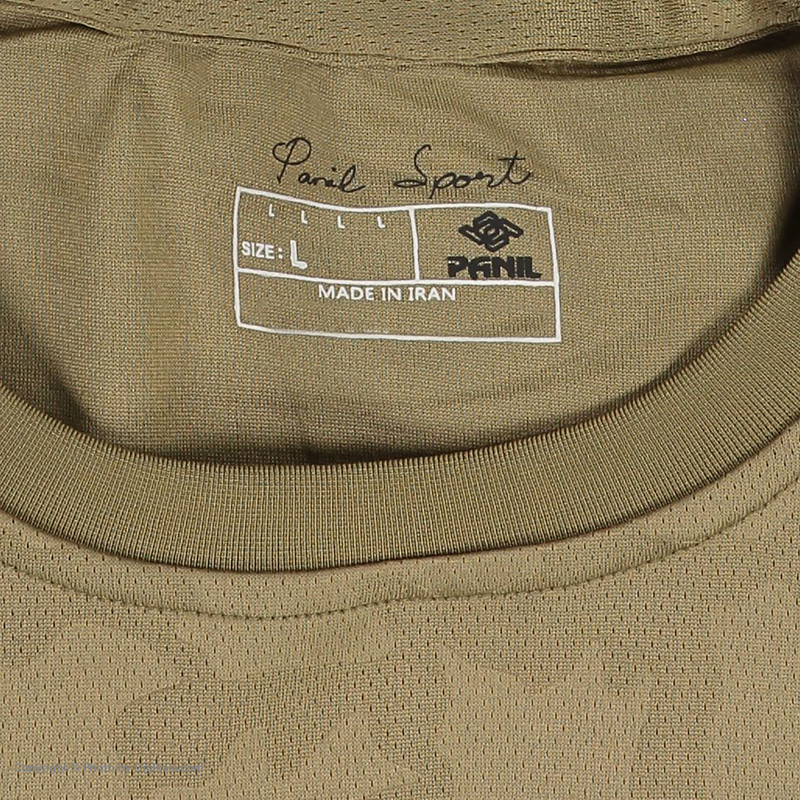 Panil Sport
L L L L
SIZE: L
PANIL
MADE IN IRAN